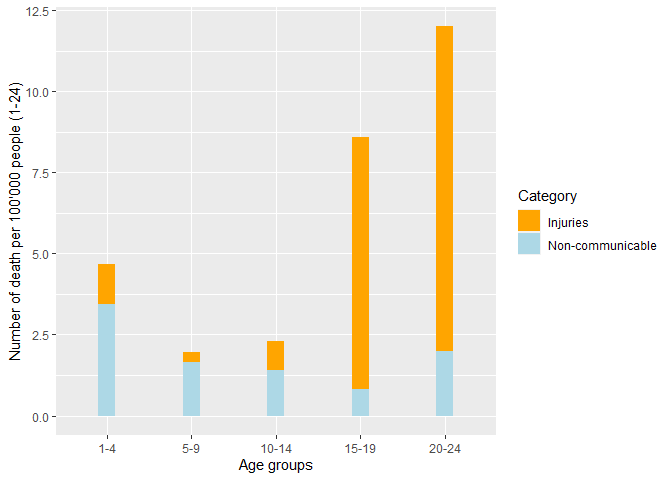 12.5
10.0
7.5
5.0
2.5
0.0
Number of death per 100'000 people (1-24)
1-4 5-9 10-14 15-19 20-24
Age groups
Category
Injuries
Non-communicable